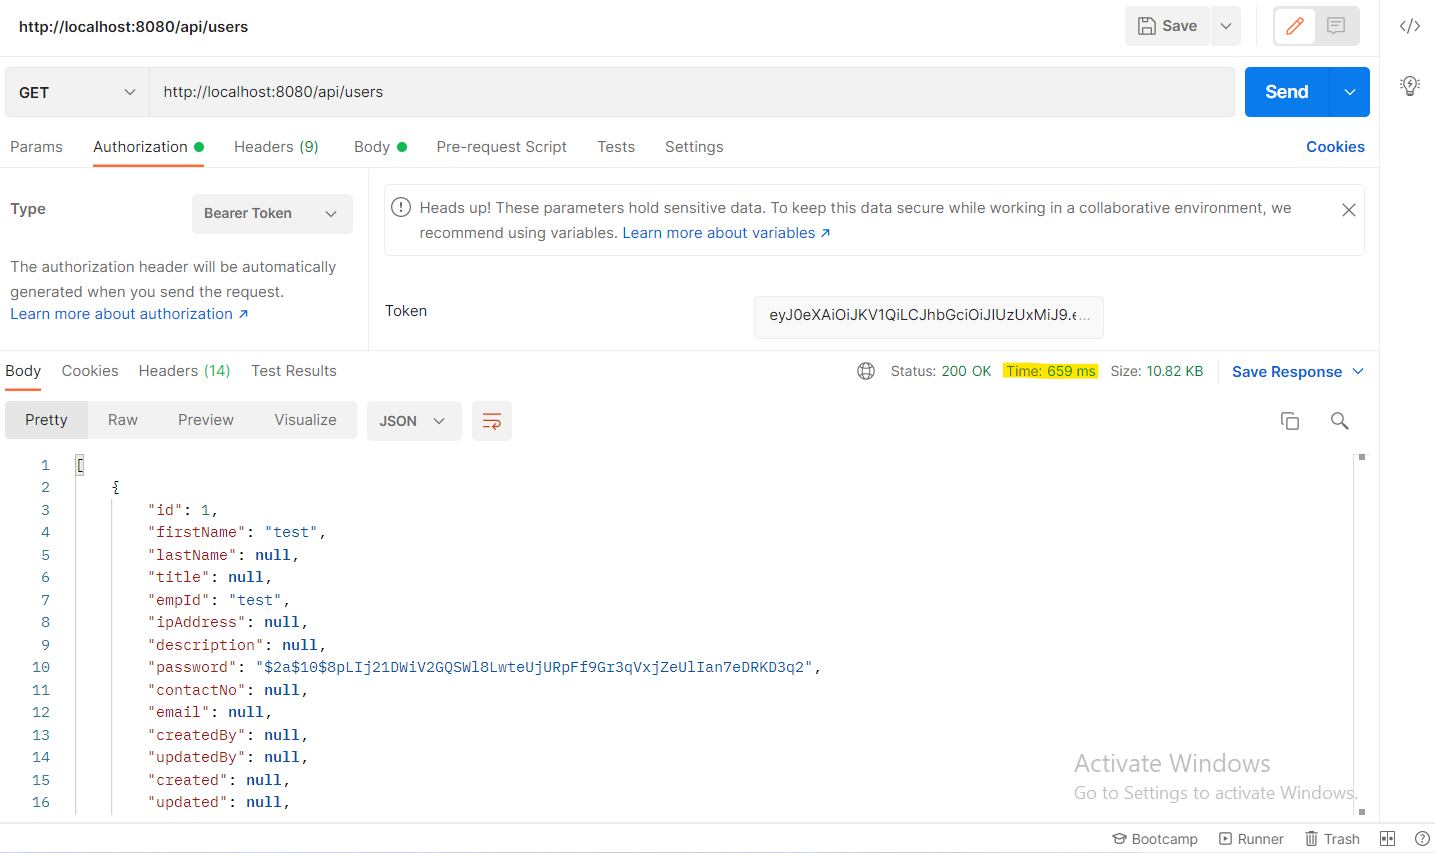 http://localhost:8080/api/users
Save
GET
http://localhost:8080/api/users
Send
Params
Authorization
Headers (9)
Body
Pre-request Script
Tests
Settings
Cookies
Type
Bearer Token
Heads up! These parameters hold sensitive data. To keep this data secure while working in a collaborative environment, we
recommend using variables. Learn more about variables ↗
The authorization header will be automatically
generated when you send the request.
Learn more about authorization ↗
Token
eyJ0eXAiOiJKV1QiLCJhbGciOiJIUzUxMiJ9.e...
Body
Cookies
Headers (14)
Test Results
Status: 200 OK
Time: 659 ms
Size: 10.82 KB
Save Response
Pretty
Raw
Preview
Visualize
JSON
1 [
2 {
3 "id": 1,
4 "firstName": "test",
5 "lastName": null,
6 "title": null,
7 "empId": "test",
8 "ipAddress": null,
9 "description": null,
10 "password": "$2a$10$8pLIj21DWiV2GQSWl8LwteUjURpFf9Gr3qVxjZeUlIan7eDRKD3q2",
11 "contactNo": null,
12 "email": null,
13 "createdBy": null,
14 "updatedBy": null,
15 "created": null,
16 "updated": null,
Activate Windows
Go to Settings to activate Windows.
Bootcamp
Runner
Trash